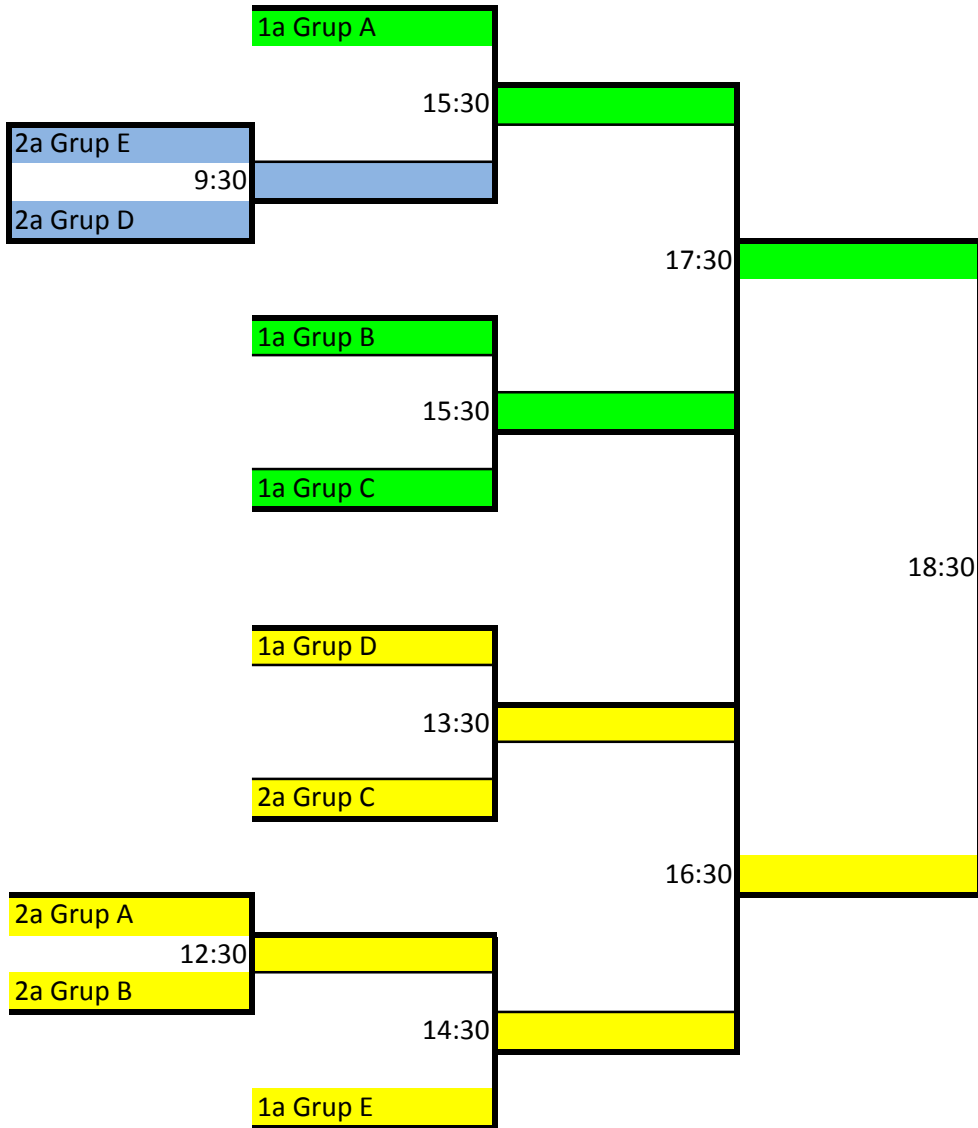 1a Grup A
15:30
2a Grup E
9:30
2a Grup D
17:30
1a Grup B
15:30
1a Grup C
18:30
1a Grup D
13:30
2a Grup C
16:30
2a Grup A
12:30
2a Grup B
14:30
1a Grup E